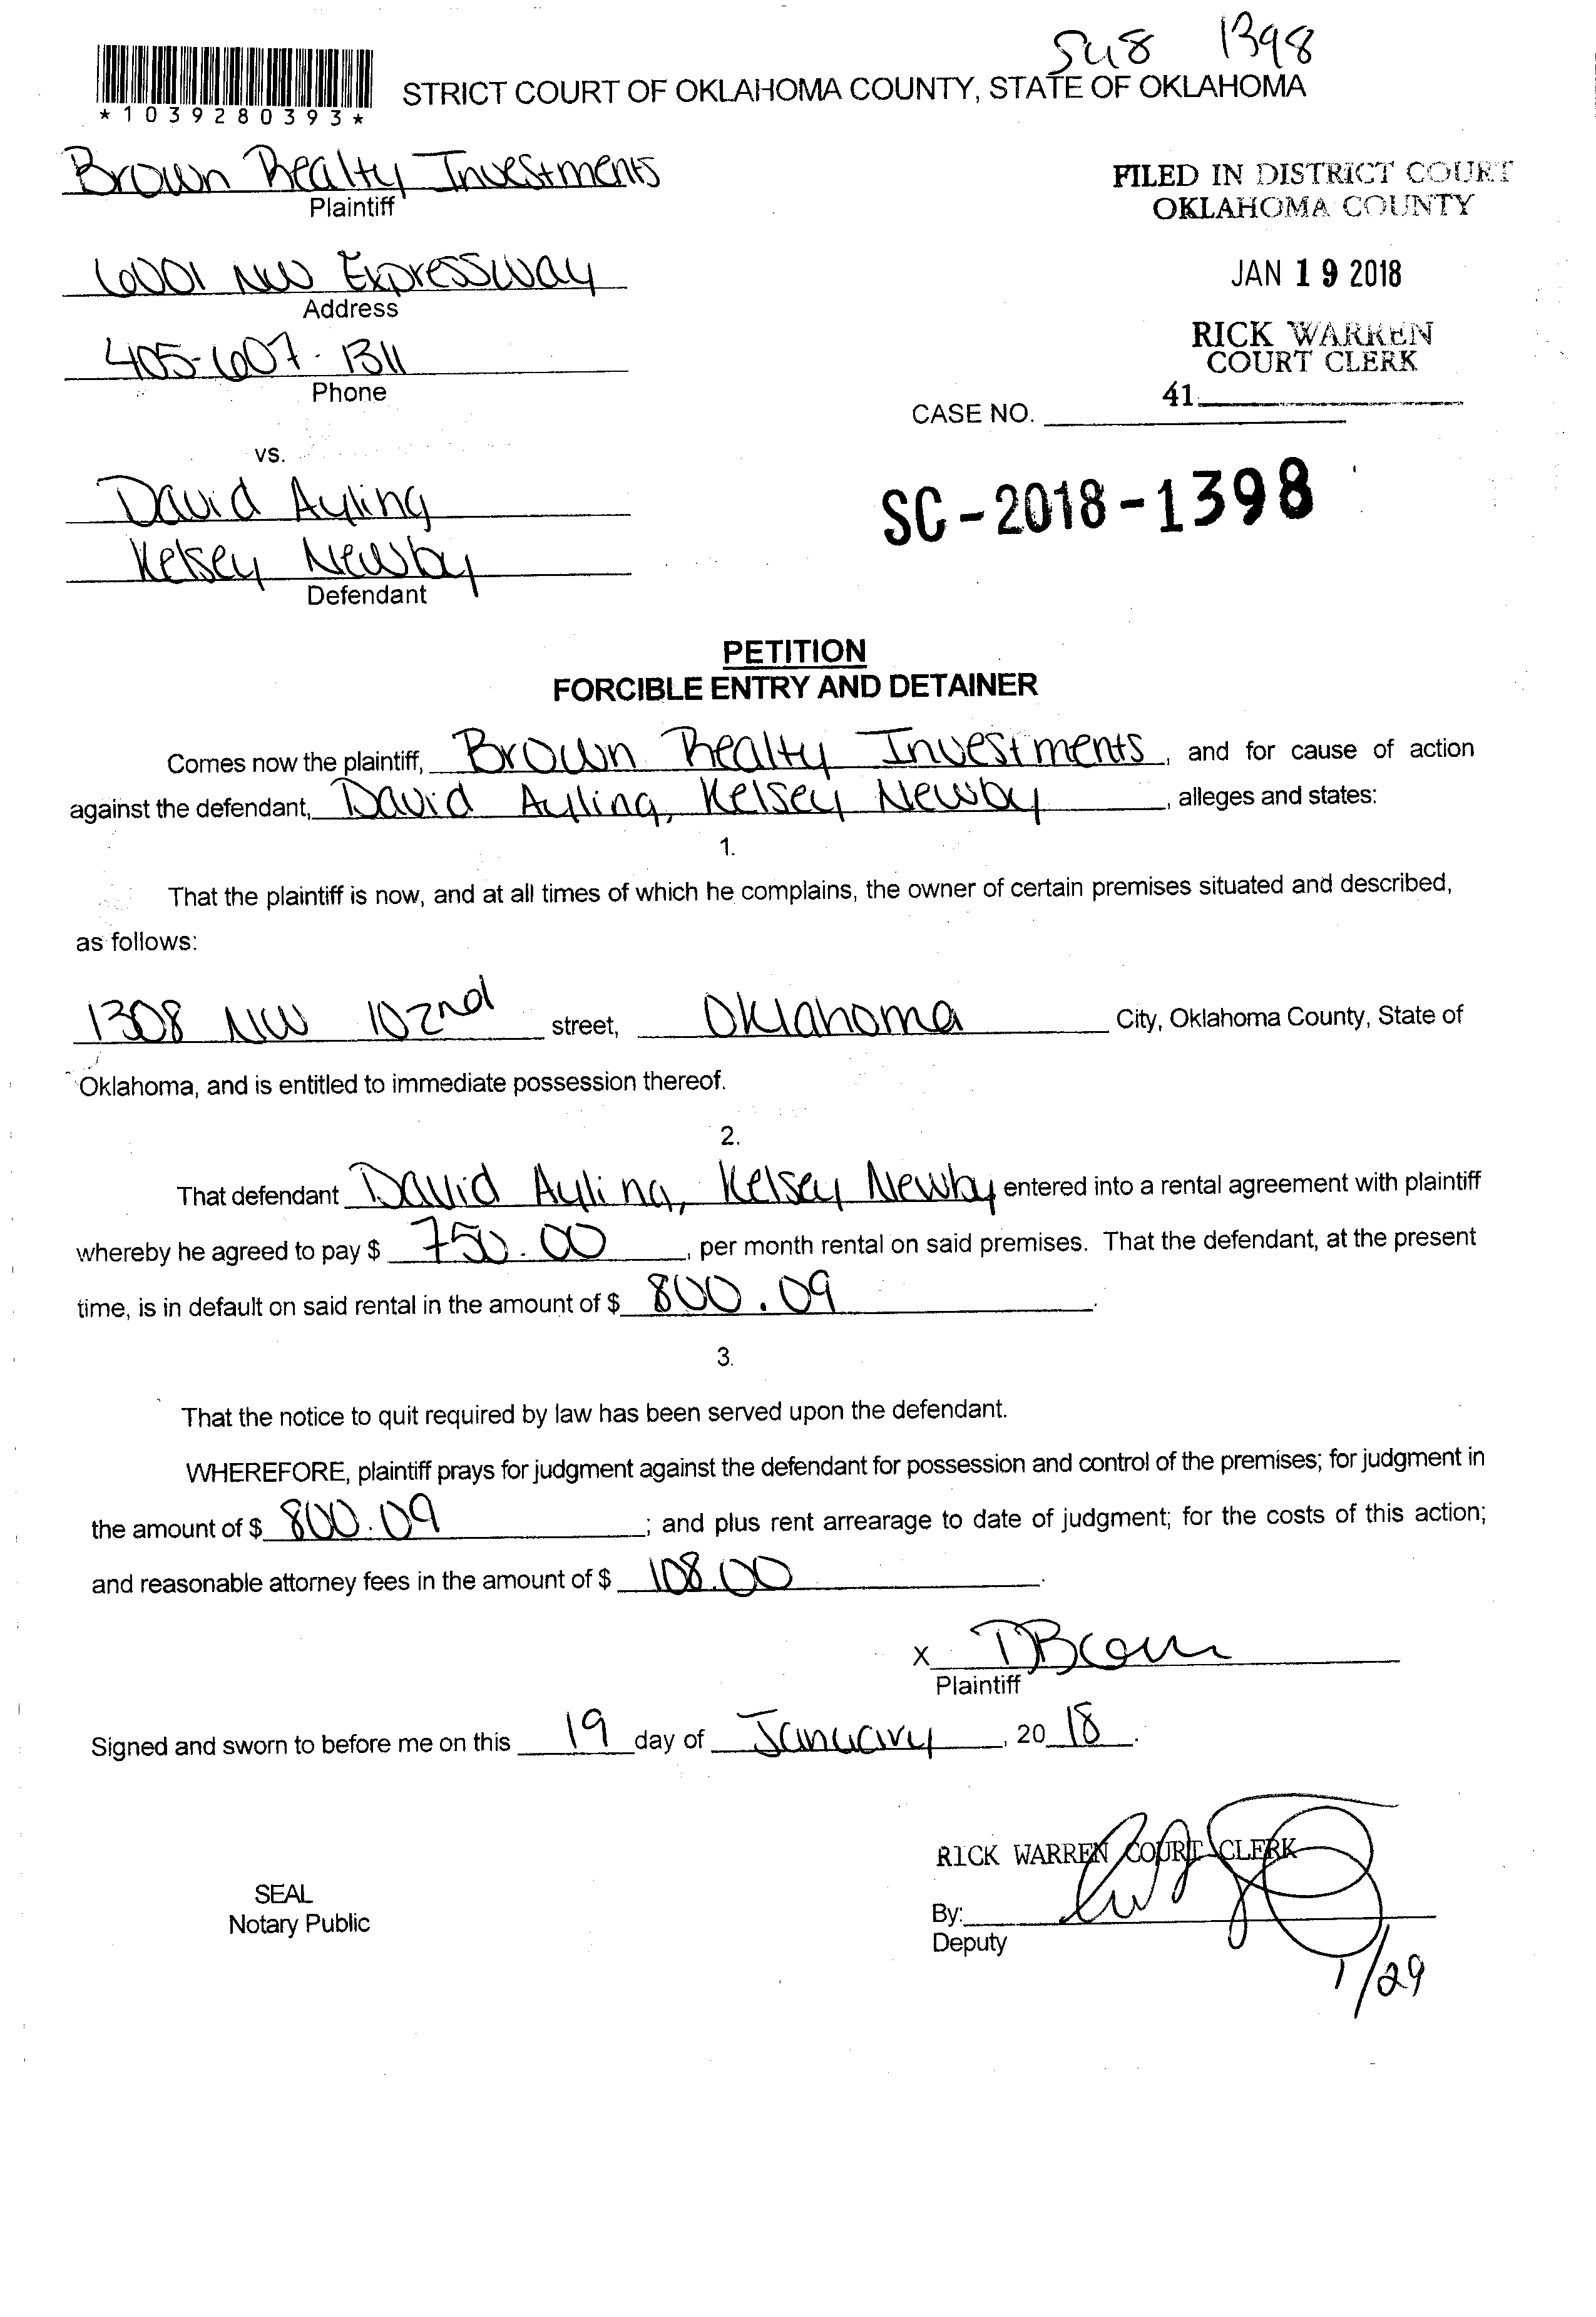 1398
*1039280393*
STRICT COURT OF OKLAHOMA COUNTY, STATE OF OKLAHOMA
Brown Realty Investments
Plaintiff
FILED IN DISTRICT COURT
OKLAHOMA COUNTY
6001 NW Expressway
Address
JAN 19 2018
405-607-1311
Phone
RICK WARREN
COURT CLERK
41
CASE NO.
vs.
David Ayling
Kelsey Newby
Defendant
SC-2018-1398
PETITION
FORCIBLE ENTRY AND DETAINER
Comes now the plaintiff, Brown Realty Investments, and for cause of action
against the defendant, David Ayling, Kelsey Newby, alleges and states:
1.
That the plaintiff is now, and at all times of which he complains, the owner of certain premises situated and described,
as follows:
1308 NW 102nd street, Oklahoma City, Oklahoma County, State of
Oklahoma, and is entitled to immediate possession thereof.
2.
That defendant David Ayling, Kelsey Newby entered into a rental agreement with plaintiff
whereby he agreed to pay $ 750.00, per month rental on said premises. That the defendant, at the present
time, is in default on said rental in the amount of $ 800.09.
3.
That the notice to quit required by law has been served upon the defendant.
WHEREFORE, plaintiff prays for judgment against the defendant for possession and control of the premises; for judgment in
the amount of $ 800.09; and plus rent arrearage to date of judgment; for the costs of this action;
and reasonable attorney fees in the amount of $ 108.00.
X DBrown
Plaintiff
Signed and sworn to before me on this 19 day of January, 20 18.
RICK WARREN COURT CLERK
SEAL
Notary Public
By:
Deputy
1/29